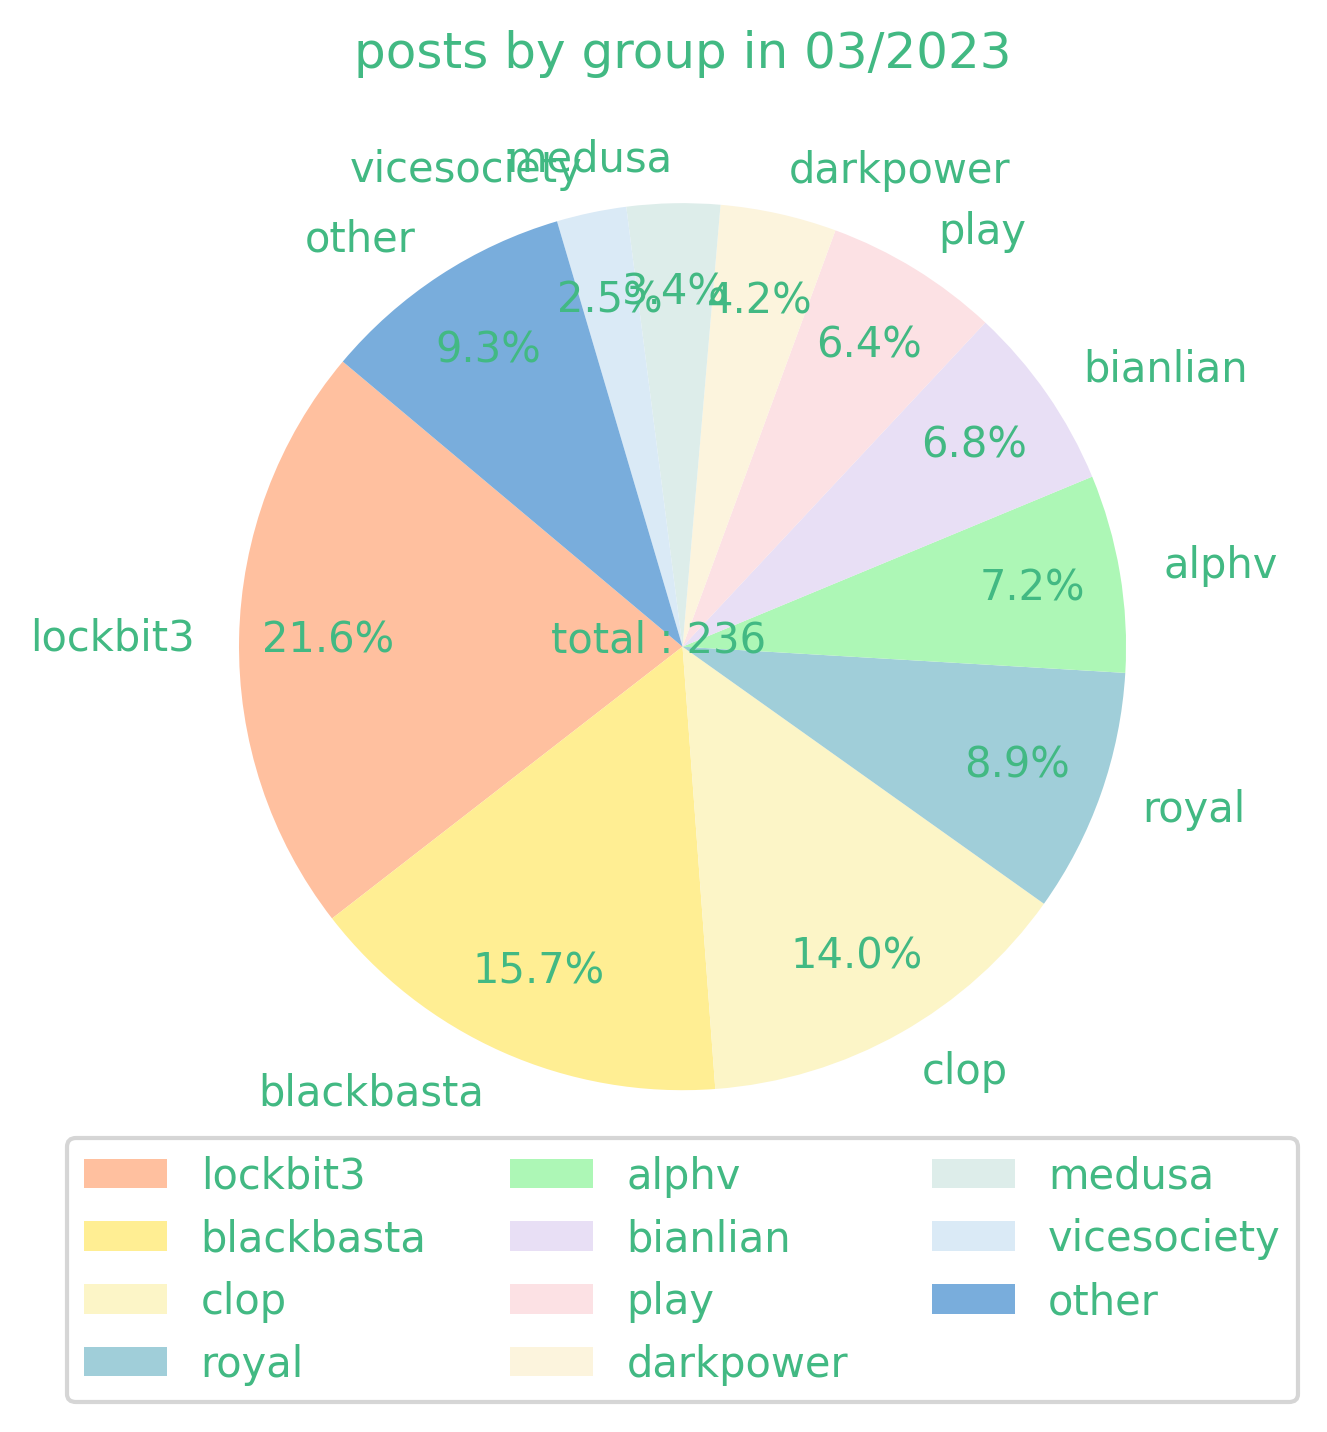 posts by group in 03/2023
medusa
vicesociety
darkpower
play
other
3.4%
2.5%
4.2%
6.4%
9.3%
bianlian
6.8%
alphv
7.2%
lockbit3
21.6%
total : 236
8.9%
royal
15.7%
14.0%
clop
blackbasta
lockbit3
blackbasta
clop
royal
alphv
bianlian
play
darkpower
medusa
vicesociety
other